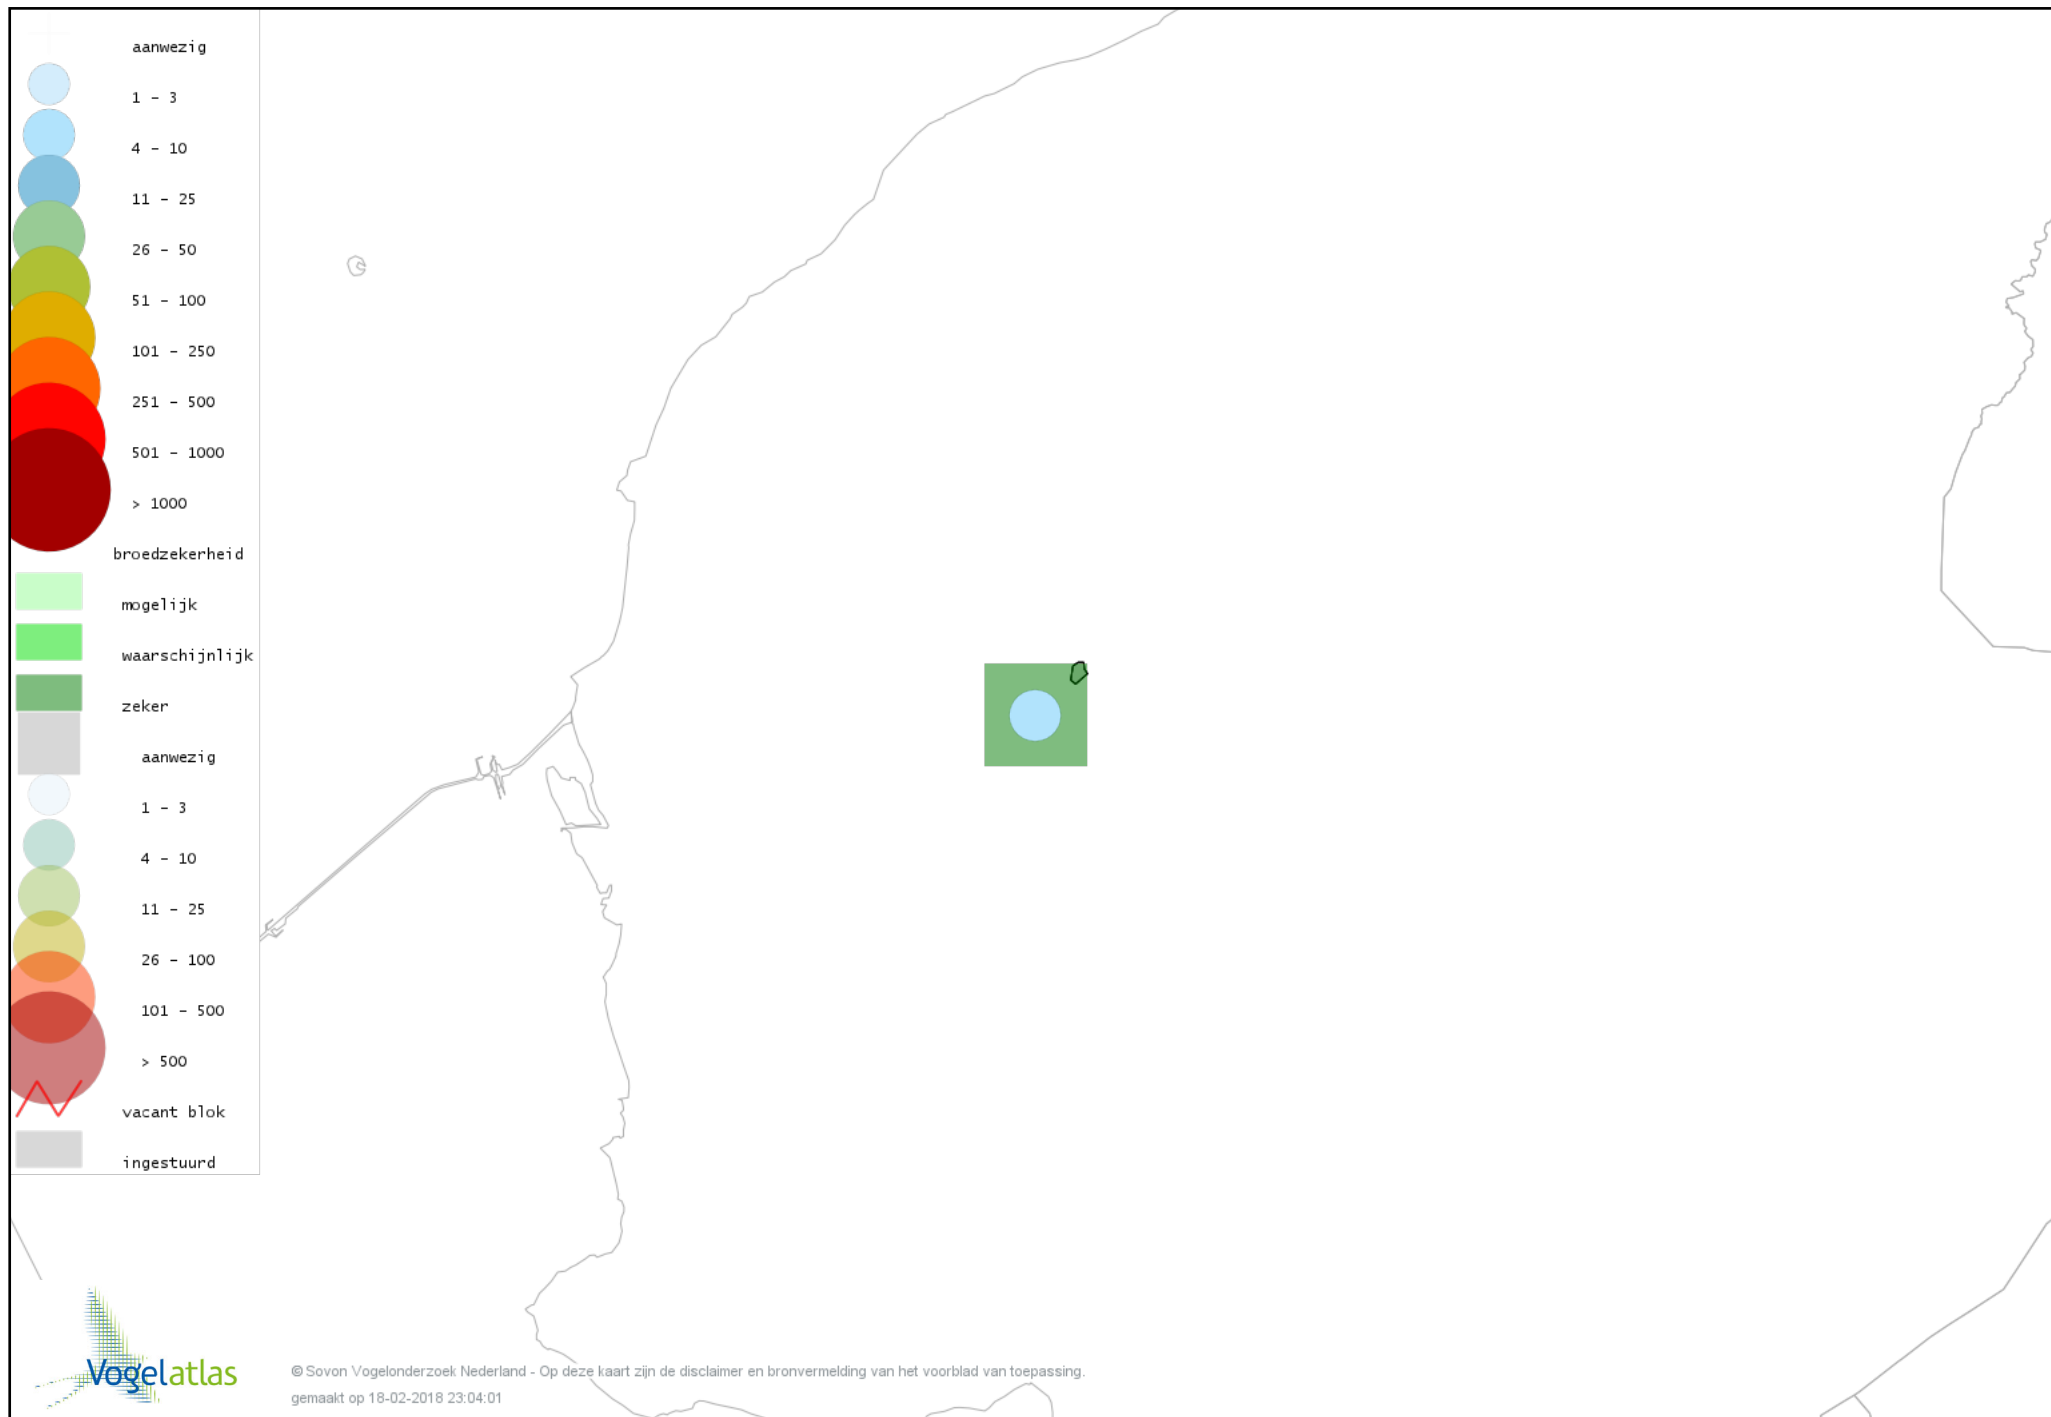 aanwezig
1 - 3
4 - 10
11 - 25
26 - 50
51 - 100
101 - 250
251 - 500
501 - 1000
> 1000
broedzekerheid
mogelijk
waarschijnlijk
zeker
aanwezig
1 - 3
4 - 10
11 - 25
26 - 100
101 - 500
> 500
vacant blok
ingestuurd
Vogelatlas
© Sovon Vogelonderzoek Nederland - Op deze kaart zijn de disclaimer en bronvermelding van het voorblad van toepassing.
gemaakt op 18-02-2018 23:04:01